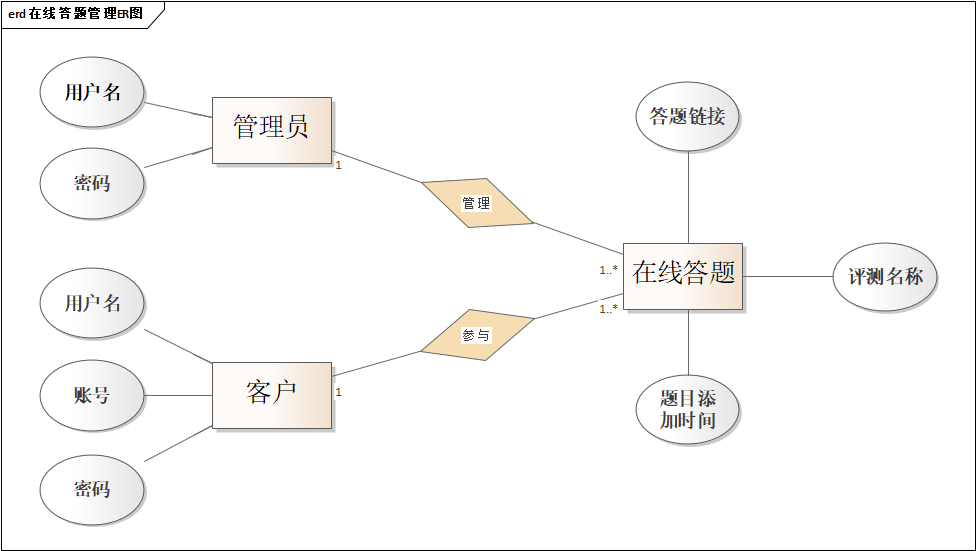 erd 在线答题管理ER图
用户名
密码
管理员
1
管理
答题链接
1..*
在线答题
评测名称
1..*
参与
用户名
账号
密码
客户
1
题目添
加时间